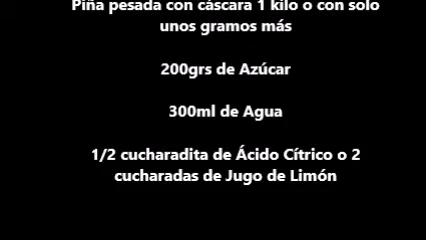 Piña pesada con cáscara 1 kilo o con solo
unos gramos más
200grs de Azúcar
300ml de Agua
1/2 cucharadita de Ácido Cítrico o 2
cucharadas de Jugo de Limón